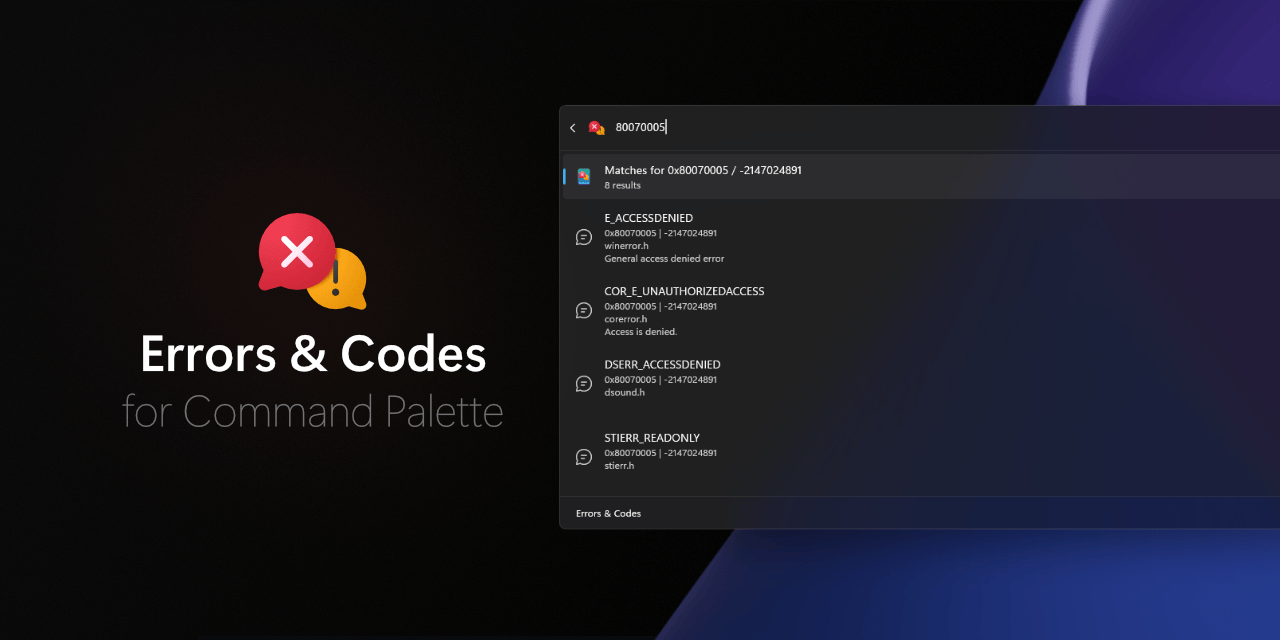 Errors & Codes
for Command Palette
80070005
Matches for 0x80070005 / -2147024891
8 results
E_ACCESSDENIED
0x80070005 | -2147024891
winerror.h
General access denied error
COR_E_UNAUTHORIZEDACCESS
0x80070005 | -2147024891
corerror.h
Access is denied.
DSERR_ACCESSDENIED
0x80070005 | -2147024891
dsound.h
STIERR_READONLY
0x80070005 | -2147024891
stierr.h
Errors & Codes